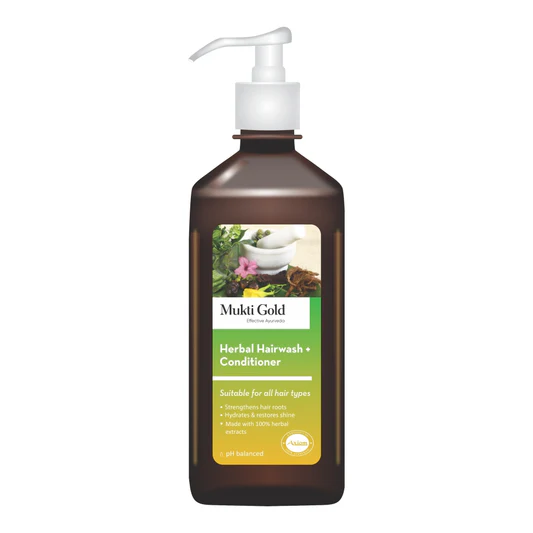 Mukti Gold
Effective Ayurveda
Herbal Hairwash +
Conditioner
Suitable for all hair types
• Strengthens hair roots
• Hydrates & restores shine
• Made with 100% herbal
extracts
pH balanced